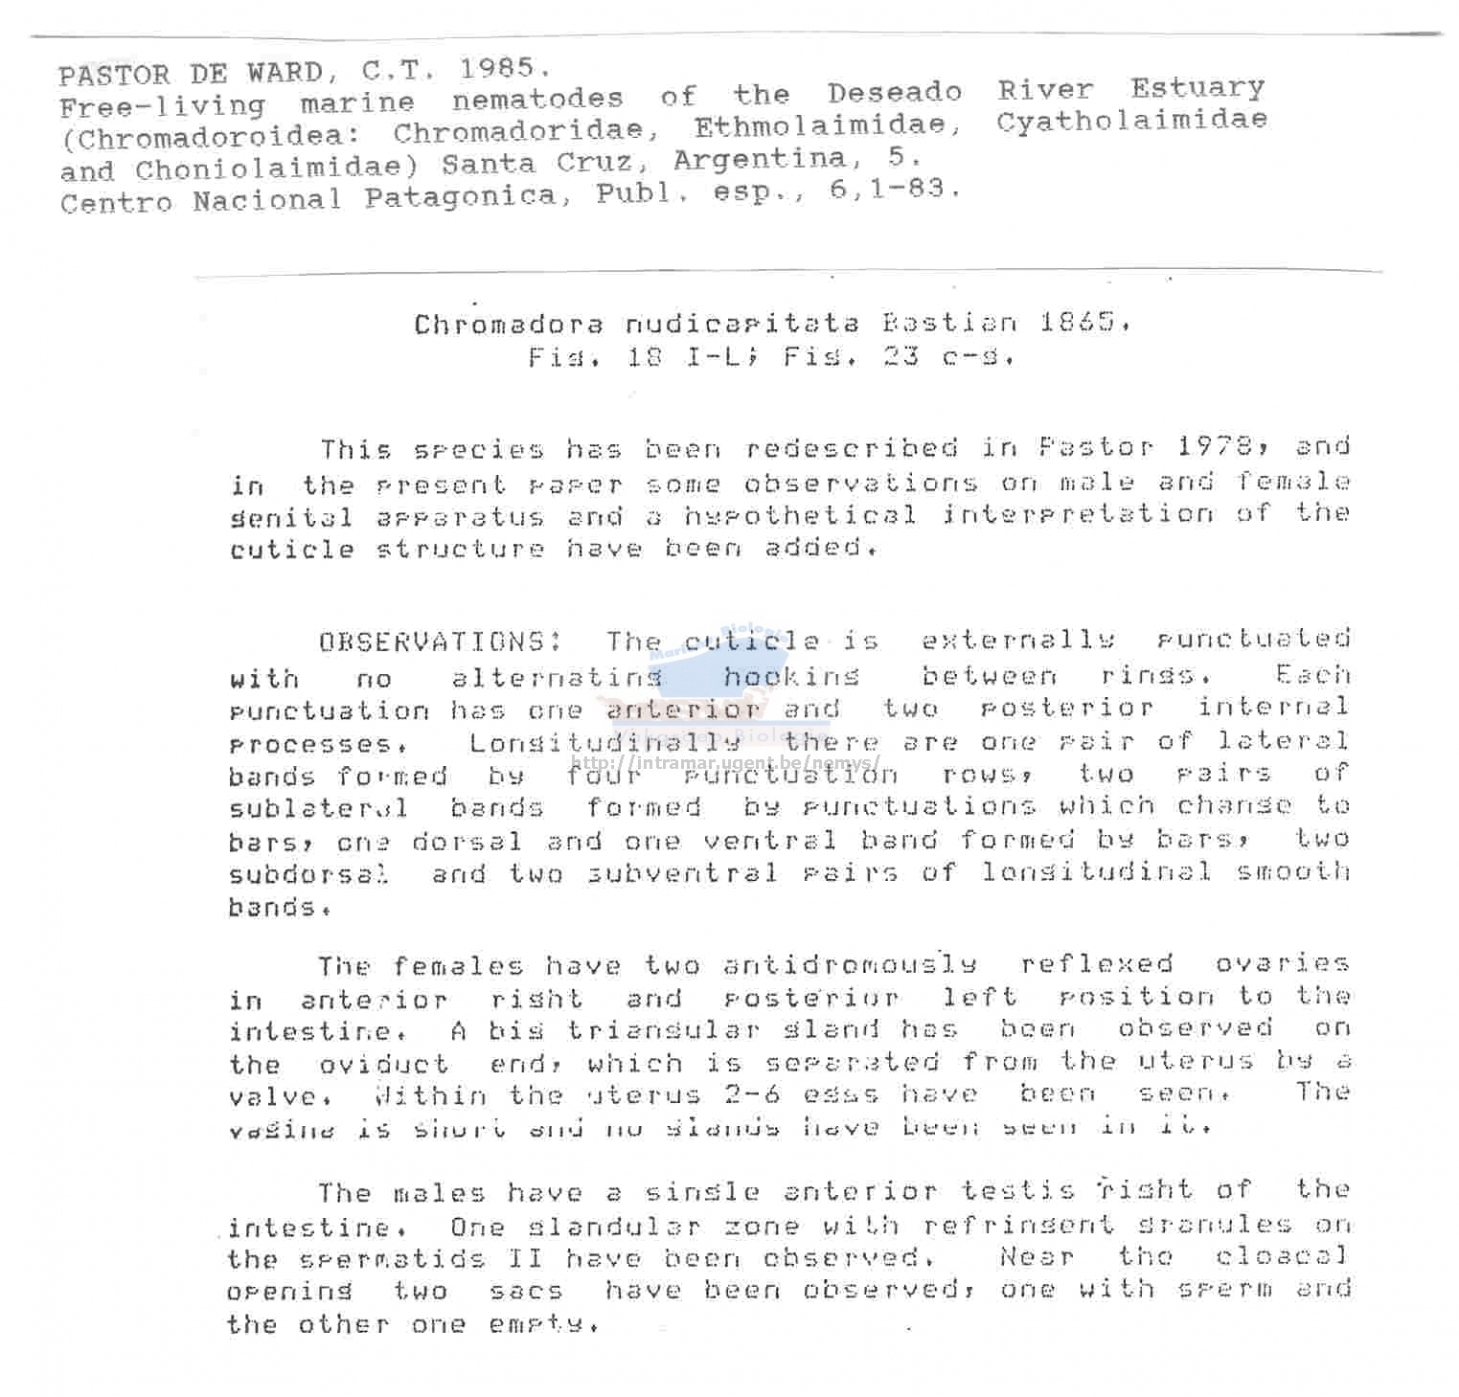 PASTOR DE WARD, C.T. 1985.
Free-living marine nematodes of the Deseado River Estuary
(Chromadoroidea: Chromadoridae, Ethmolaimidae, Cyatholaimidae
and Choniolaimidae) Santa Cruz, Argentina, 5.
Centro Nacional Patagonica, Publ. esp., 6,1-83.
Chromadora nudicapitata Bastian 1865.
Fig. 18 I-L; Fig. 23 c-g.
This species has been redescribed in Pastor 1978, and
in the present paper some observations on male and female
genital apparatus and a hypothetical interpretation of the
cuticle structure have been added.
OBSERVATIONS: The cuticle is externally punctuated
with no alternating hooking between rings. Each
punctuation has one anterior and two posterior internal
processes. Longitudinally there are one pair of lateral
bands formed by four punctuation rows, two pairs of
sublateral bands formed by punctuations which change to
bars, one dorsal and one ventral band formed by bars, two
subdorsal and two subventral pairs of longitudinal smooth
bands.
Mariene Biologie
Vakgroep Biologie
http://intramar.ugent.be/nemys/
The females have two antidromously reflexed ovaries
in anterior right and posterior left position to the
intestine. A big triangular gland has been observed on
the oviduct end, which is separated from the uterus by a
valve. Within the uterus 2-6 eggs have been seen. The
vagina is short and no glands have been seen in it.
The males have a single anterior testis right of the
intestine. One glandular zone with refringent granules on
the spermatids II have been observed. Near the cloacal
opening two sacs have been observed, one with sperm and
the other one empty.